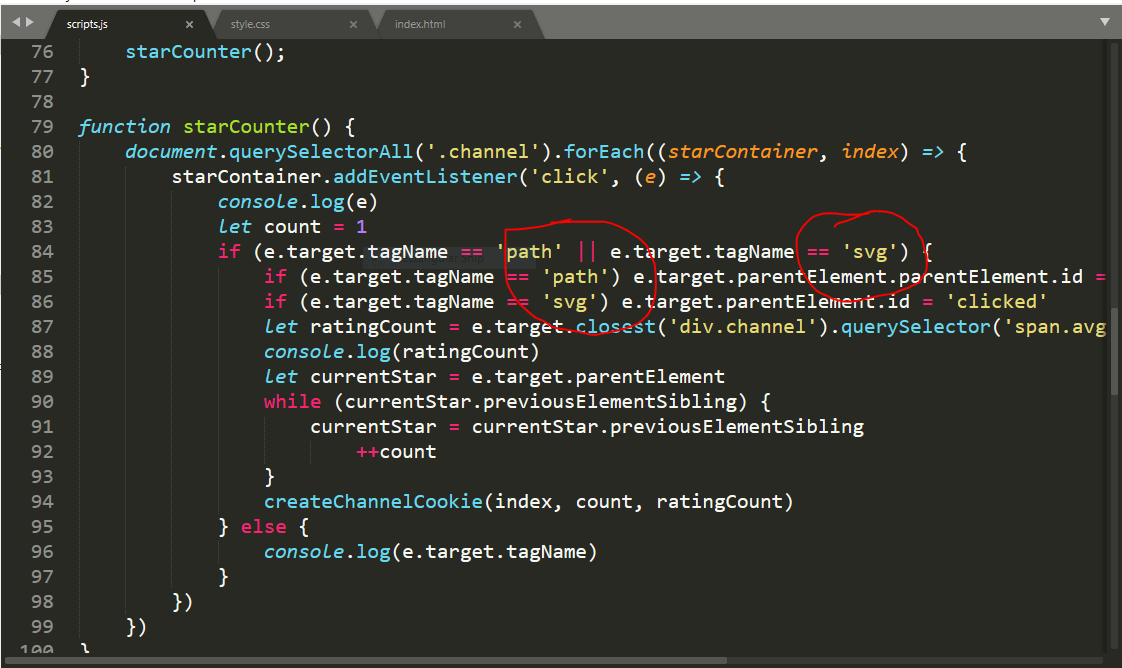 scripts.js × style.css × index.html ×
76 starCounter();
77 }
78
79 function starCounter() {
80 document.querySelectorAll('.channel').forEach((starContainer, index) => {
81 starContainer.addEventListener('click', (e) => {
82 console.log(e)
83 let count = 1
84 if (e.target.tagName == 'path' || e.target.tagName == 'svg') {
85 if (e.target.tagName == 'path') e.target.parentElement.parentElement.id =
86 if (e.target.tagName == 'svg') e.target.parentElement.id = 'clicked'
87 let ratingCount = e.target.closest('div.channel').querySelector('span.avg
88 console.log(ratingCount)
89 let currentStar = e.target.parentElement
90 while (currentStar.previousElementSibling) {
91 currentStar = currentStar.previousElementSibling
92 ++count
93 }
94 createChannelCookie(index, count, ratingCount)
95 } else {
96 console.log(e.target.tagName)
97 }
98 })
99 })
100 }